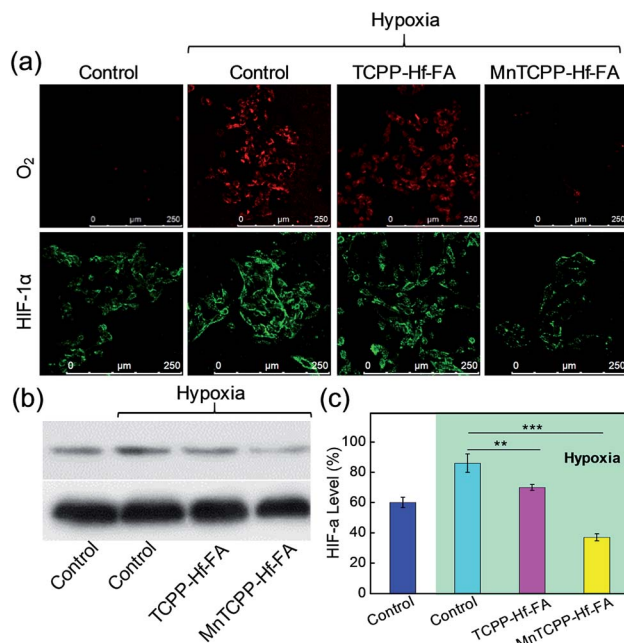 Hypoxia
(a)
Control
Control
TCPP-Hf-FA
MnTCPP-Hf-FA
O2
0 µm 250
0 µm 250
0 µm 250
0 µm 250
HIF-1α
0 µm 250
0 µm 250
0 µm 250
0 µm 250
(b)
Hypoxia
Control
Control
TCPP-Hf-FA
MnTCPP-Hf-FA
(c)
HIF-a Level (%)
100
80
60
40
20
0
***
**
Hypoxia
Control
Control
TCPP-Hf-FA
MnTCPP-Hf-FA